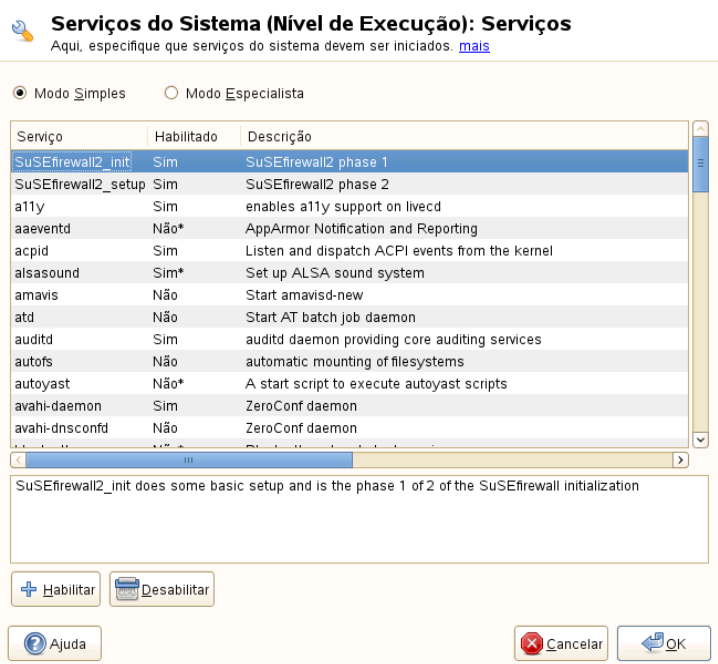 Serviços do Sistema (Nível de Execução): Serviços
Aqui, especifique que serviços do sistema devem ser iniciados. mais
Modo Simples Modo Especialista
Serviço Habilitado Descrição
SuSEfirewall2_init Sim SuSEfirewall2 phase 1
SuSEfirewall2_setup Sim SuSEfirewall2 phase 2
a11y Sim enables a11y support on livecd
aaeventd Não* AppArmor Notification and Reporting
acpid Sim Listen and dispatch ACPI events from the kernel
alsasound Sim* Set up ALSA sound system
amavis Não Start amavisd-new
atd Não Start AT batch job daemon
auditd Sim auditd daemon providing core auditing services
autofs Não automatic mounting of filesystems
autoyast Não* A start script to execute autoyast scripts
avahi-daemon Sim ZeroConf daemon
avahi-dnsconfd Não ZeroConf daemon
SuSEfirewall2_init does some basic setup and is the phase 1 of 2 of the SuSEfirewall initialization
Habilitar Desabilitar
Ajuda Cancelar OK